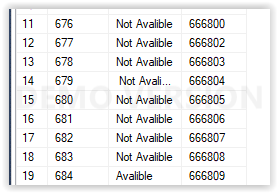 11 676 Not Avalible 666800
12 677 Not Avalible 666802
13 678 Not Avalible 666803
14 679 Not Avali... 666804
15 680 Not Avalible 666805
16 681 Not Avalible 666806
17 682 Not Avalible 666807
18 683 Not Avalible 666808
19 684 Avalible 666809
DEMO VERSION